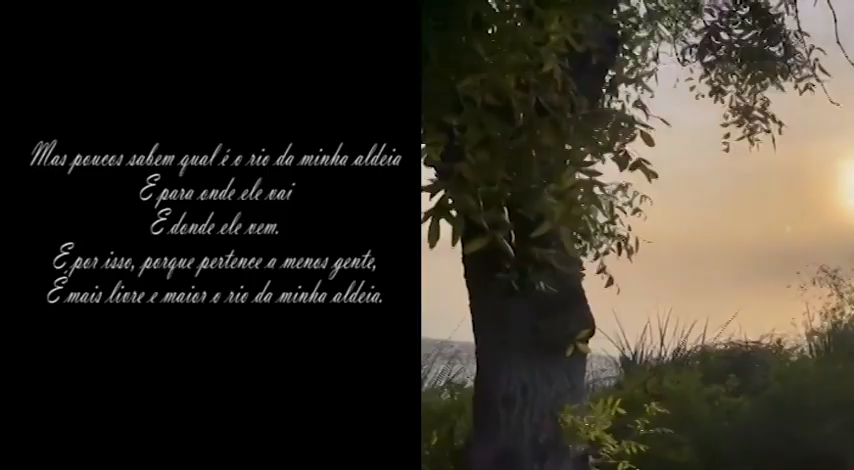 Mas poucos sabem qual é o rio da minha aldeia
E para onde ele vai
E donde ele vem.
E por isso, porque pertence a menos gente,
E mais livre e maior o rio da minha aldeia.